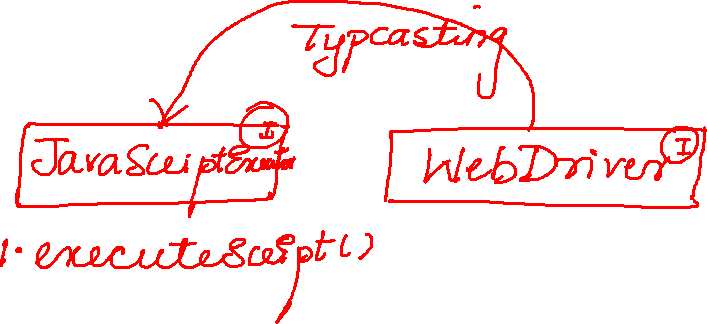 Typcasting
I
JavaScriptExecutor
WebDriver
I
1. executeScript()